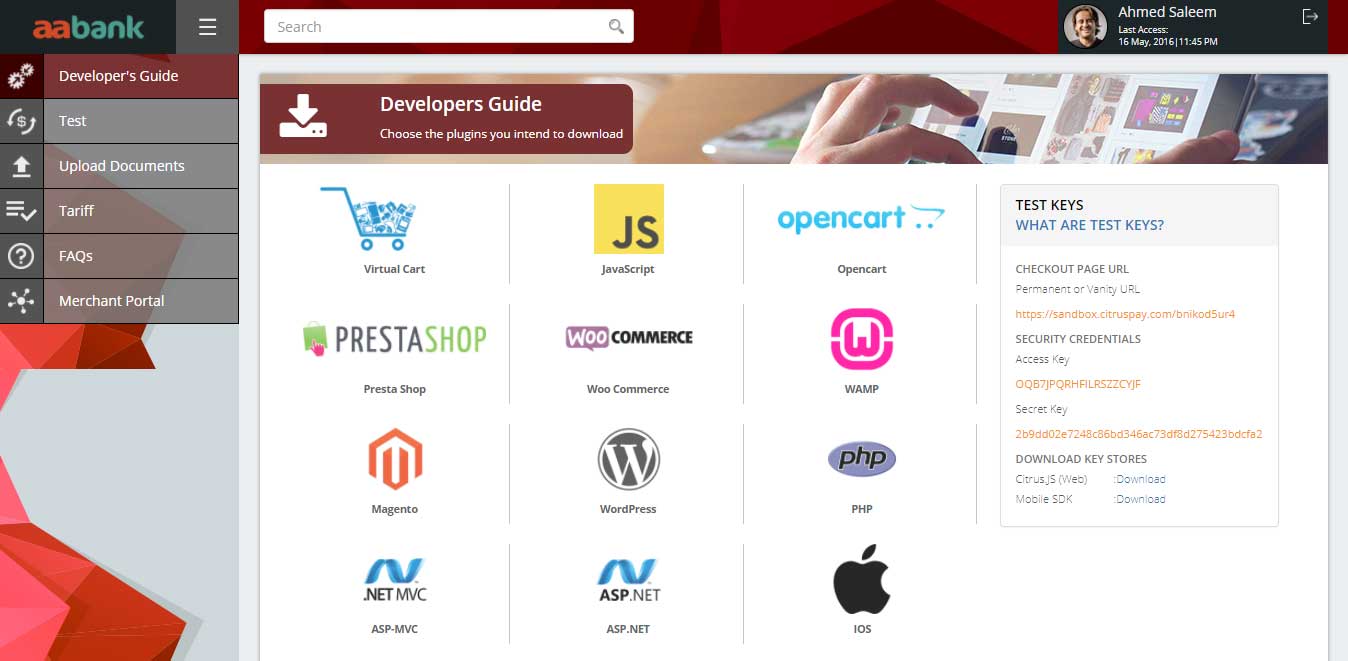 aabank
Search
Ahmed Saleem
Last Access:
16 May, 2016|11:45 PM
Developer's Guide
Test
Upload Documents
Tariff
FAQs
Merchant Portal
Developers Guide
Choose the plugins you intend to download
Virtual Cart
JS
JavaScript
opencart
Opencart
PRESTASHOP
Presta Shop
WOO COMMERCE
Woo Commerce
W
WAMP
Magento
W
WordPress
php
PHP
.NET MVC
ASP-MVC
ASP.NET
ASP.NET
IOS
TEST KEYS
WHAT ARE TEST KEYS?
CHECKOUT PAGE URL
Permanent or Vanity URL
https://sandbox.citruspay.com/bnikod5ur4
SECURITY CREDENTIALS
Access Key
OQB7JPQRHFILRSZZCYJF
Secret Key
2b9dd02e7248c86bd346ac73df8d275423bdcfa2
DOWNLOAD KEY STORES
Citrus.JS (Web) :Download
Mobile SDK :Download